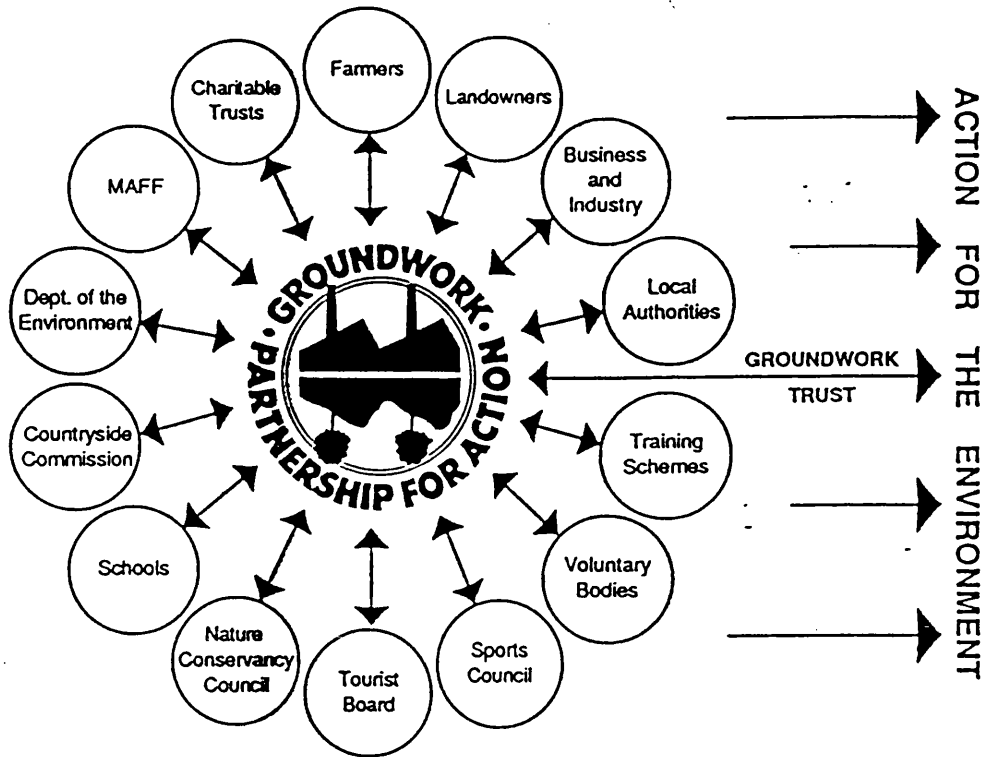 Farmers
Landowners
Business
and
Industry
Local
Authorities
Training
Schemes
Voluntary
Bodies
Sports
Council
Tourist
Board
Nature
Conservancy
Council
Schools
Countryside
Commission
Dept. of the
Environment
MAFF
Charitable
Trusts
· GROUNDWORK ·
PARTNERSHIP FOR ACTION
GROUNDWORK
TRUST
ACTION FOR THE ENVIRONMENT